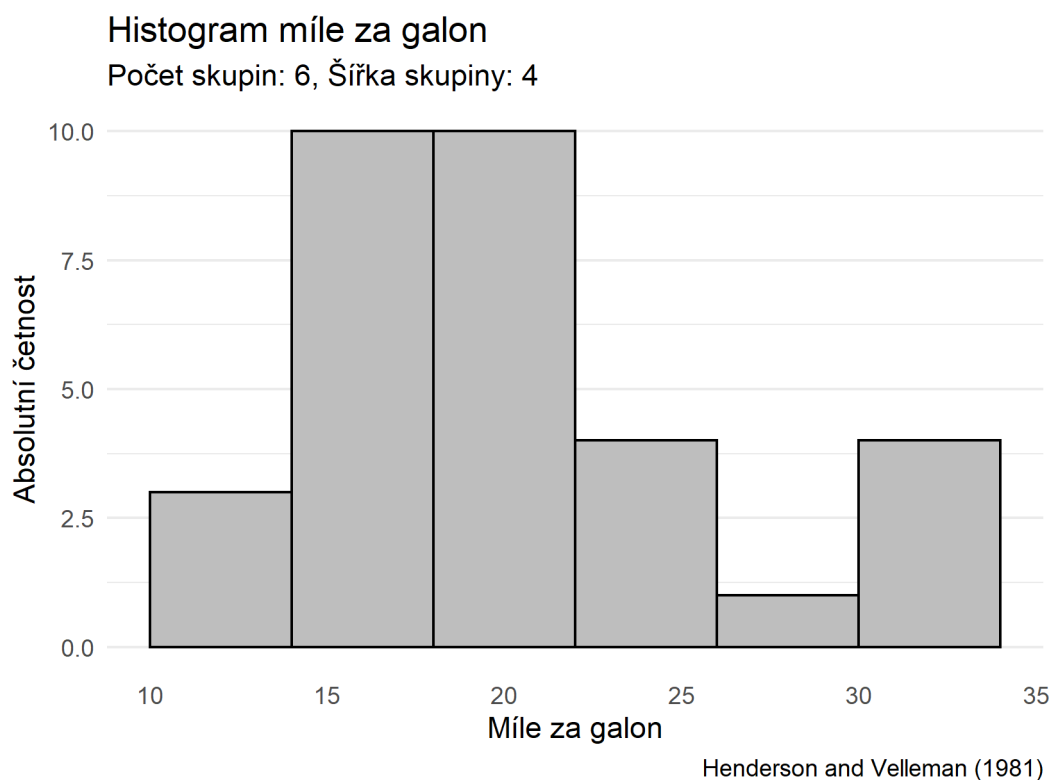 Histogram míle za galon
Počet skupin: 6, Šířka skupiny: 4
Absolutní četnost
10.0
7.5
5.0
2.5
0.0
10 15 20 25 30 35
Míle za galon
Henderson and Velleman (1981)